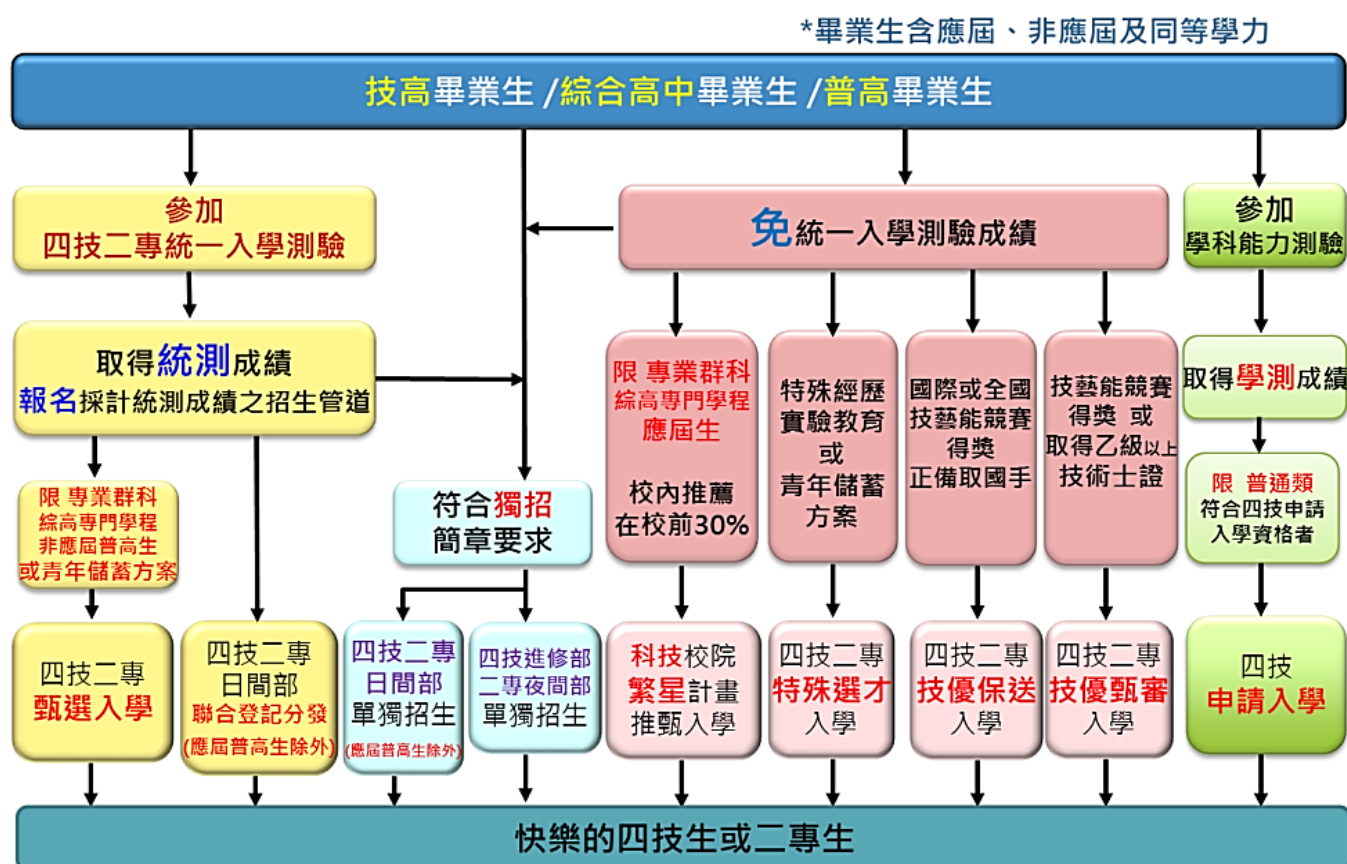 *畢業生含應屆、非應屆及同等學力
技高畢業生 /綜合高中畢業生 /普高畢業生
參加
四技二專統一入學測驗
免統一入學測驗成績
參加
學科能力測驗
取得統測成績
報名採計統測成績之招生管道
限 專業群科
綜高專門學程
應屆生
校內推薦
在校前30%
特殊經歷
實驗教育
或
青年儲蓄
方案
國際或全國
技藝能競賽
得獎
正備取國手
技藝能競賽
得獎 或
取得乙級以上
技術士證
取得學測成績
限 專業群科
綜高專門學程
非應屆普高生
或青年儲蓄方案
符合獨招
簡章要求
限 普通類
符合四技申請
入學資格者
四技二專
甄選入學
四技二專
日間部
聯合登記分發
(應屆普高生除外)
四技二專
日間部
單獨招生
(應屆普高生除外)
四技進修部
二專夜間部
單獨招生
科技校院
繁星計畫
推甄入學
四技二專
特殊選才
入學
四技二專
技優保送
入學
四技二專
技優甄審
入學
四技
申請入學
快樂的四技生或二專生